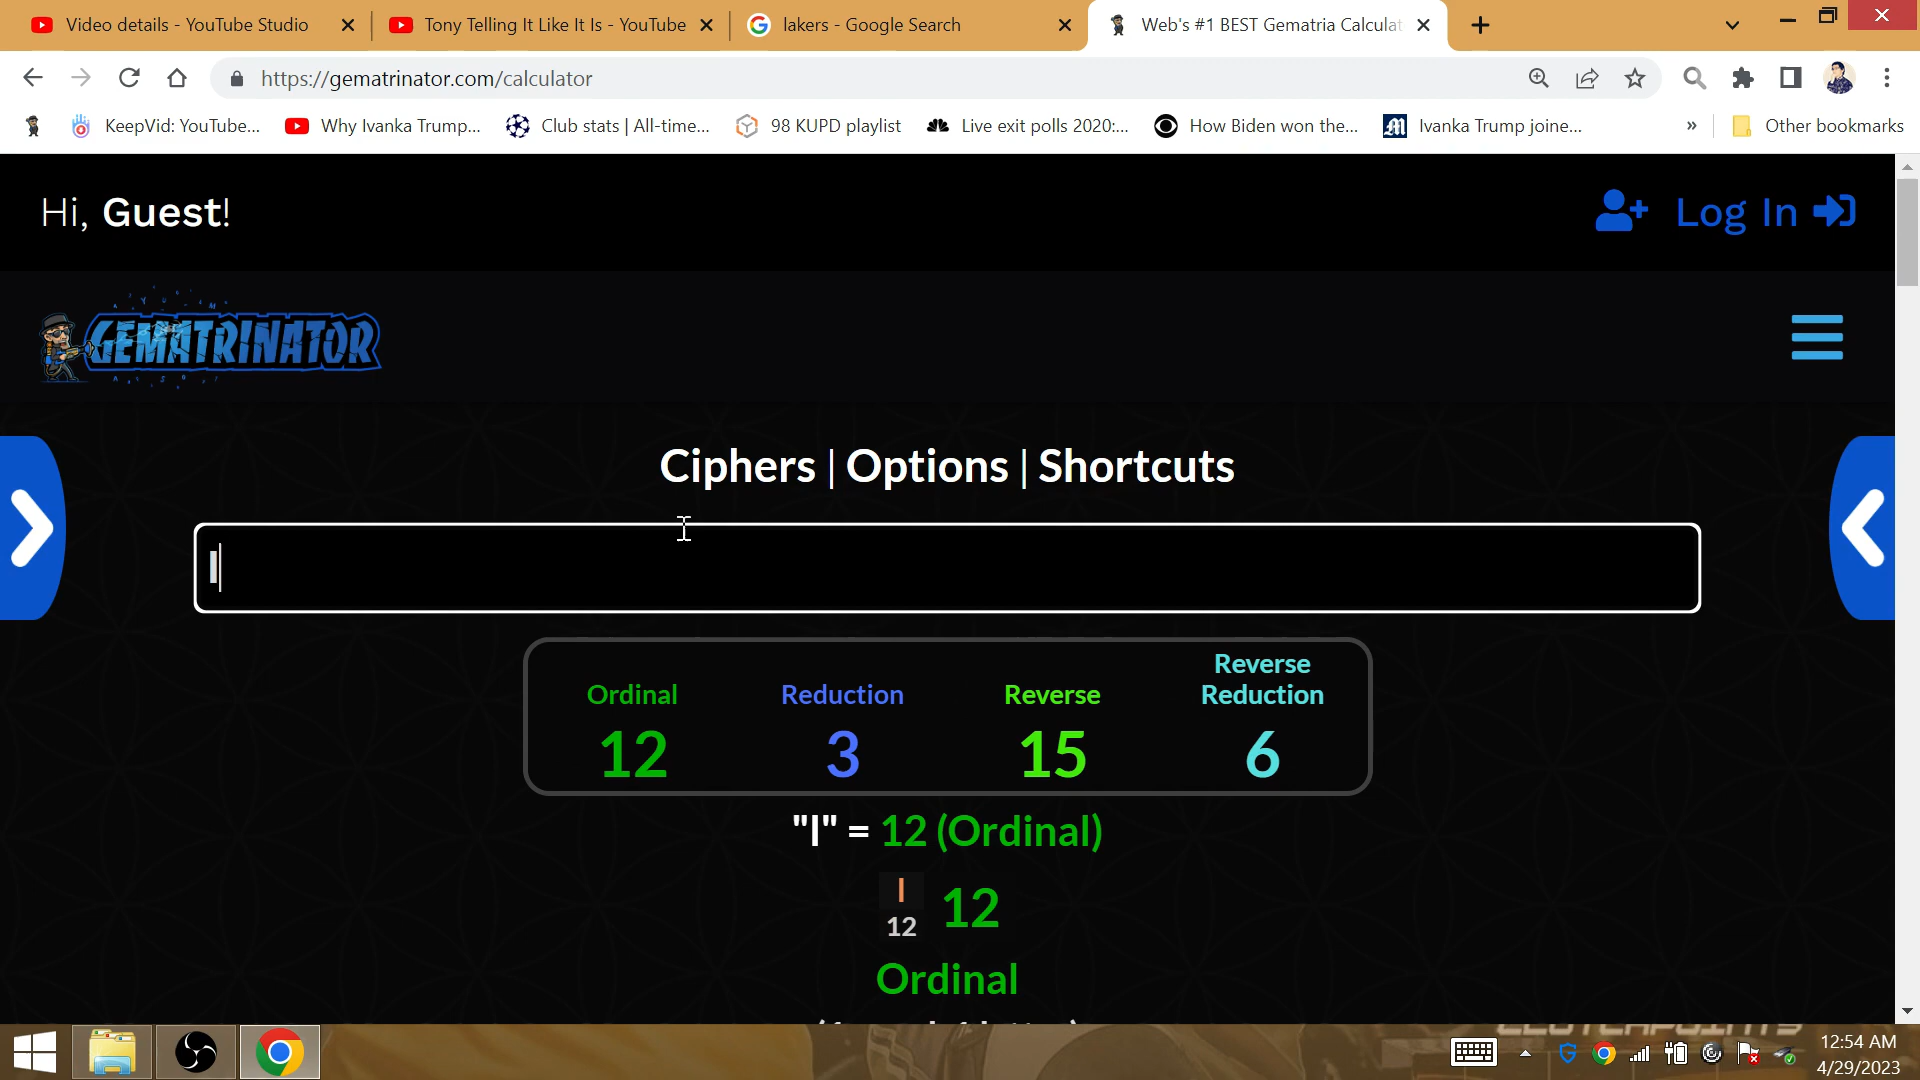 Video details - YouTube Studio
Tony Telling It Like It Is - YouTube
lakers - Google Search
Web's #1 BEST Gematria Calculat
https://gematrinator.com/calculator
KeepVid: YouTube...
Why Ivanka Trump...
Club stats | All-time...
98 KUPD playlist
Live exit polls 2020:...
How Biden won the...
Ivanka Trump joine...
»
Other bookmarks
Hi, Guest!
Log In
GEMATRINATOR
Ciphers | Options | Shortcuts
l
Ordinal
12
Reduction
3
Reverse
15
Reverse Reduction
6
"l" = 12 (Ordinal)
l 12
12
Ordinal
CLUTCHPOINTS
12:54 AM
4/29/2023